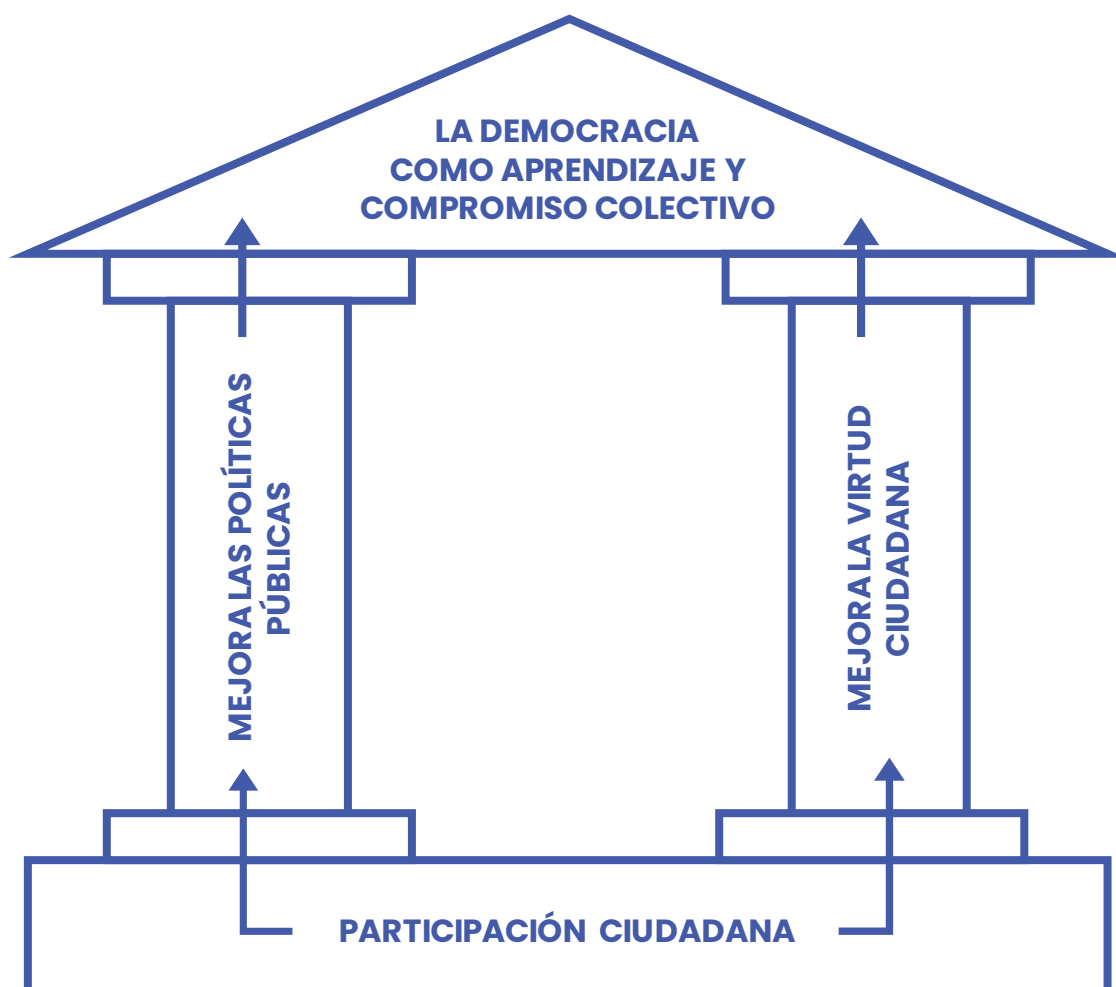 LA DEMOCRACIA
COMO APRENDIZAJE Y
COMPROMISO COLECTIVO
MEJORA LAS POLÍTICAS
PÚBLICAS
MEJORA LA VIRTUD
CIUDADANA
PARTICIPACIÓN CIUDADANA